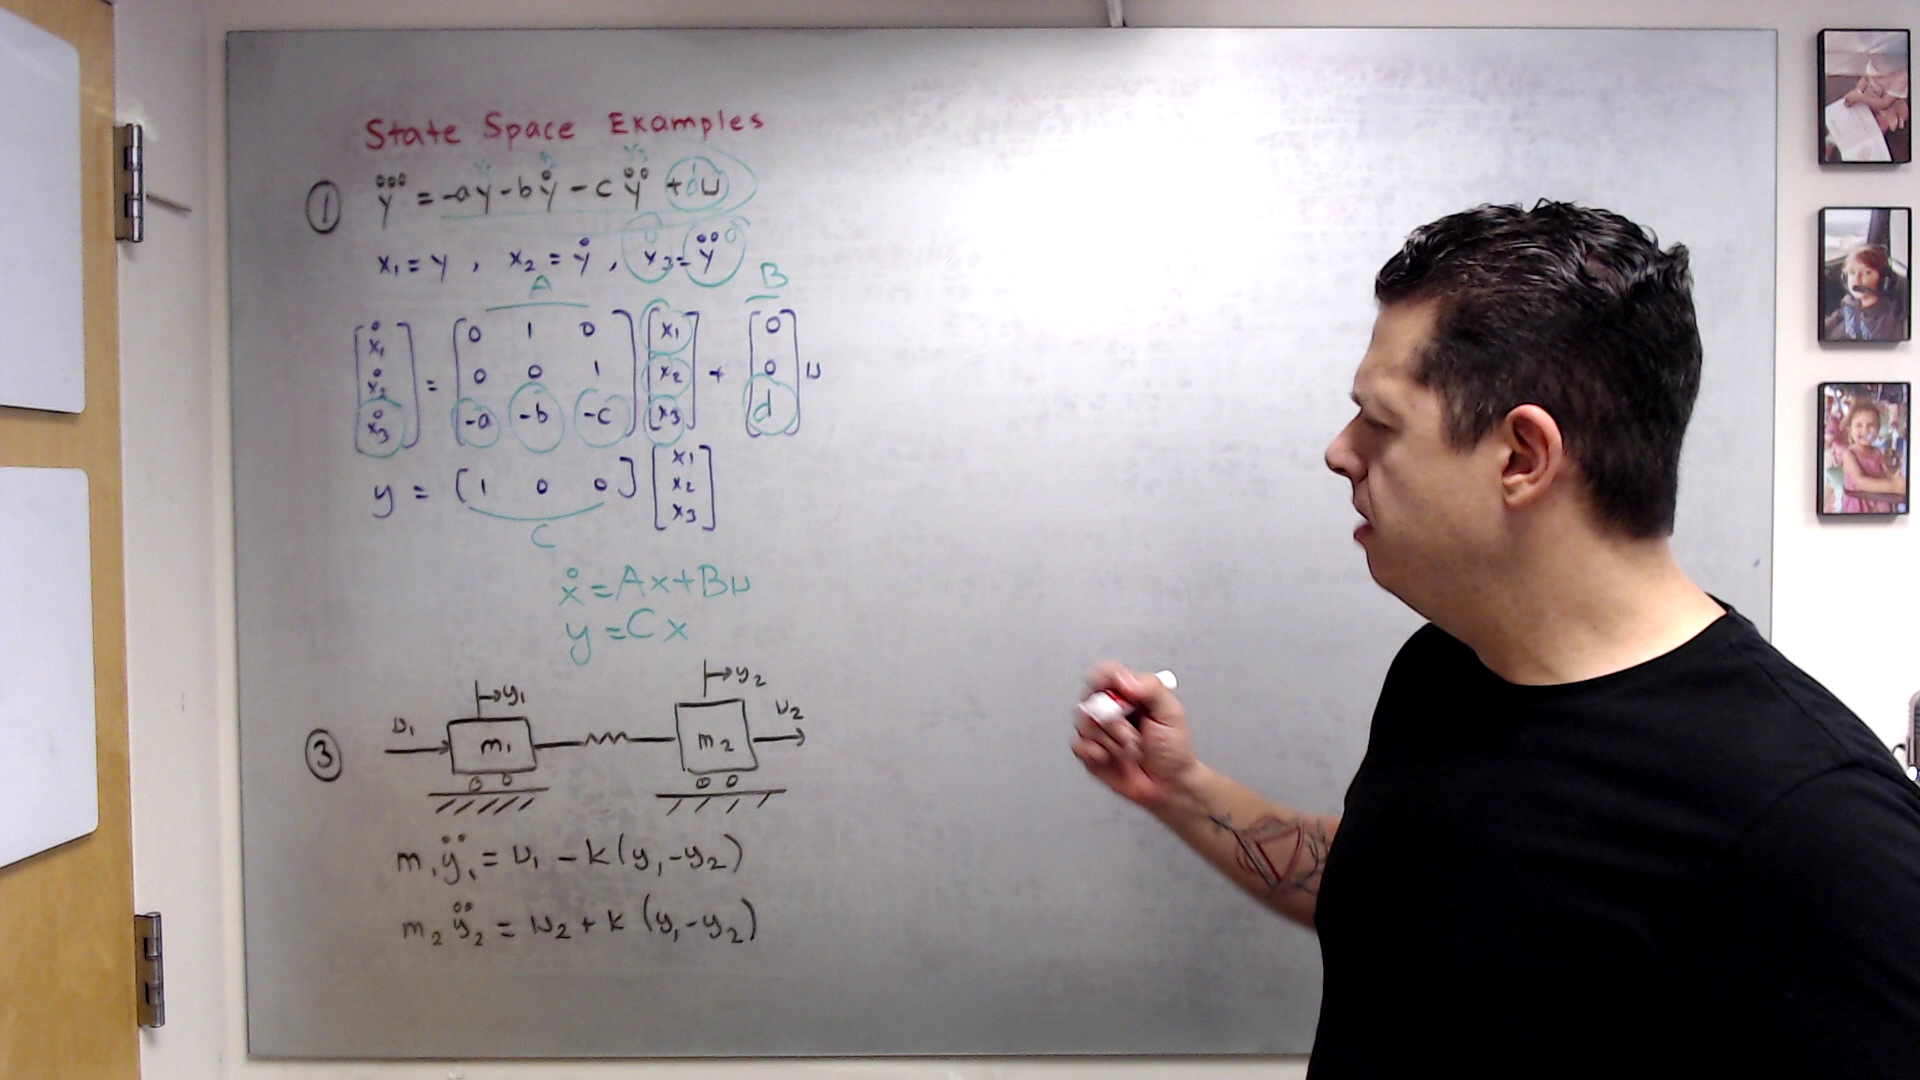 State Space Examples
① y⃛ = -ay - bẏ - cÿ + du
x₁ = y , x₂ = ẏ , x₃ = ÿ
A B
[ẋ₁ ẋ₂ ẋ₃] = [0 1 0; 0 0 1; -a -b -c] [x₁ x₂ x₃] + [0 0 d] u
y = [1 0 0] [x₁ x₂ x₃]
C
ẋ = Ax + Bu
y = Cx
→y₁ →y₂
③ u₁ m₁ m₂ u₂
m₁ÿ₁ = u₁ - k(y₁-y₂)
m₂ÿ₂ = u₂ + k(y₁-y₂)